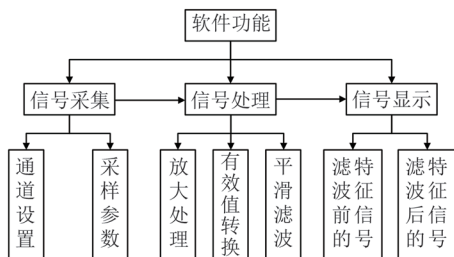 软件功能
信号采集
信号处理
信号显示
通道设置
采样参数
放大处理
有效值转换
平滑滤波
滤波前的
特征信号
滤波后的
特征信号